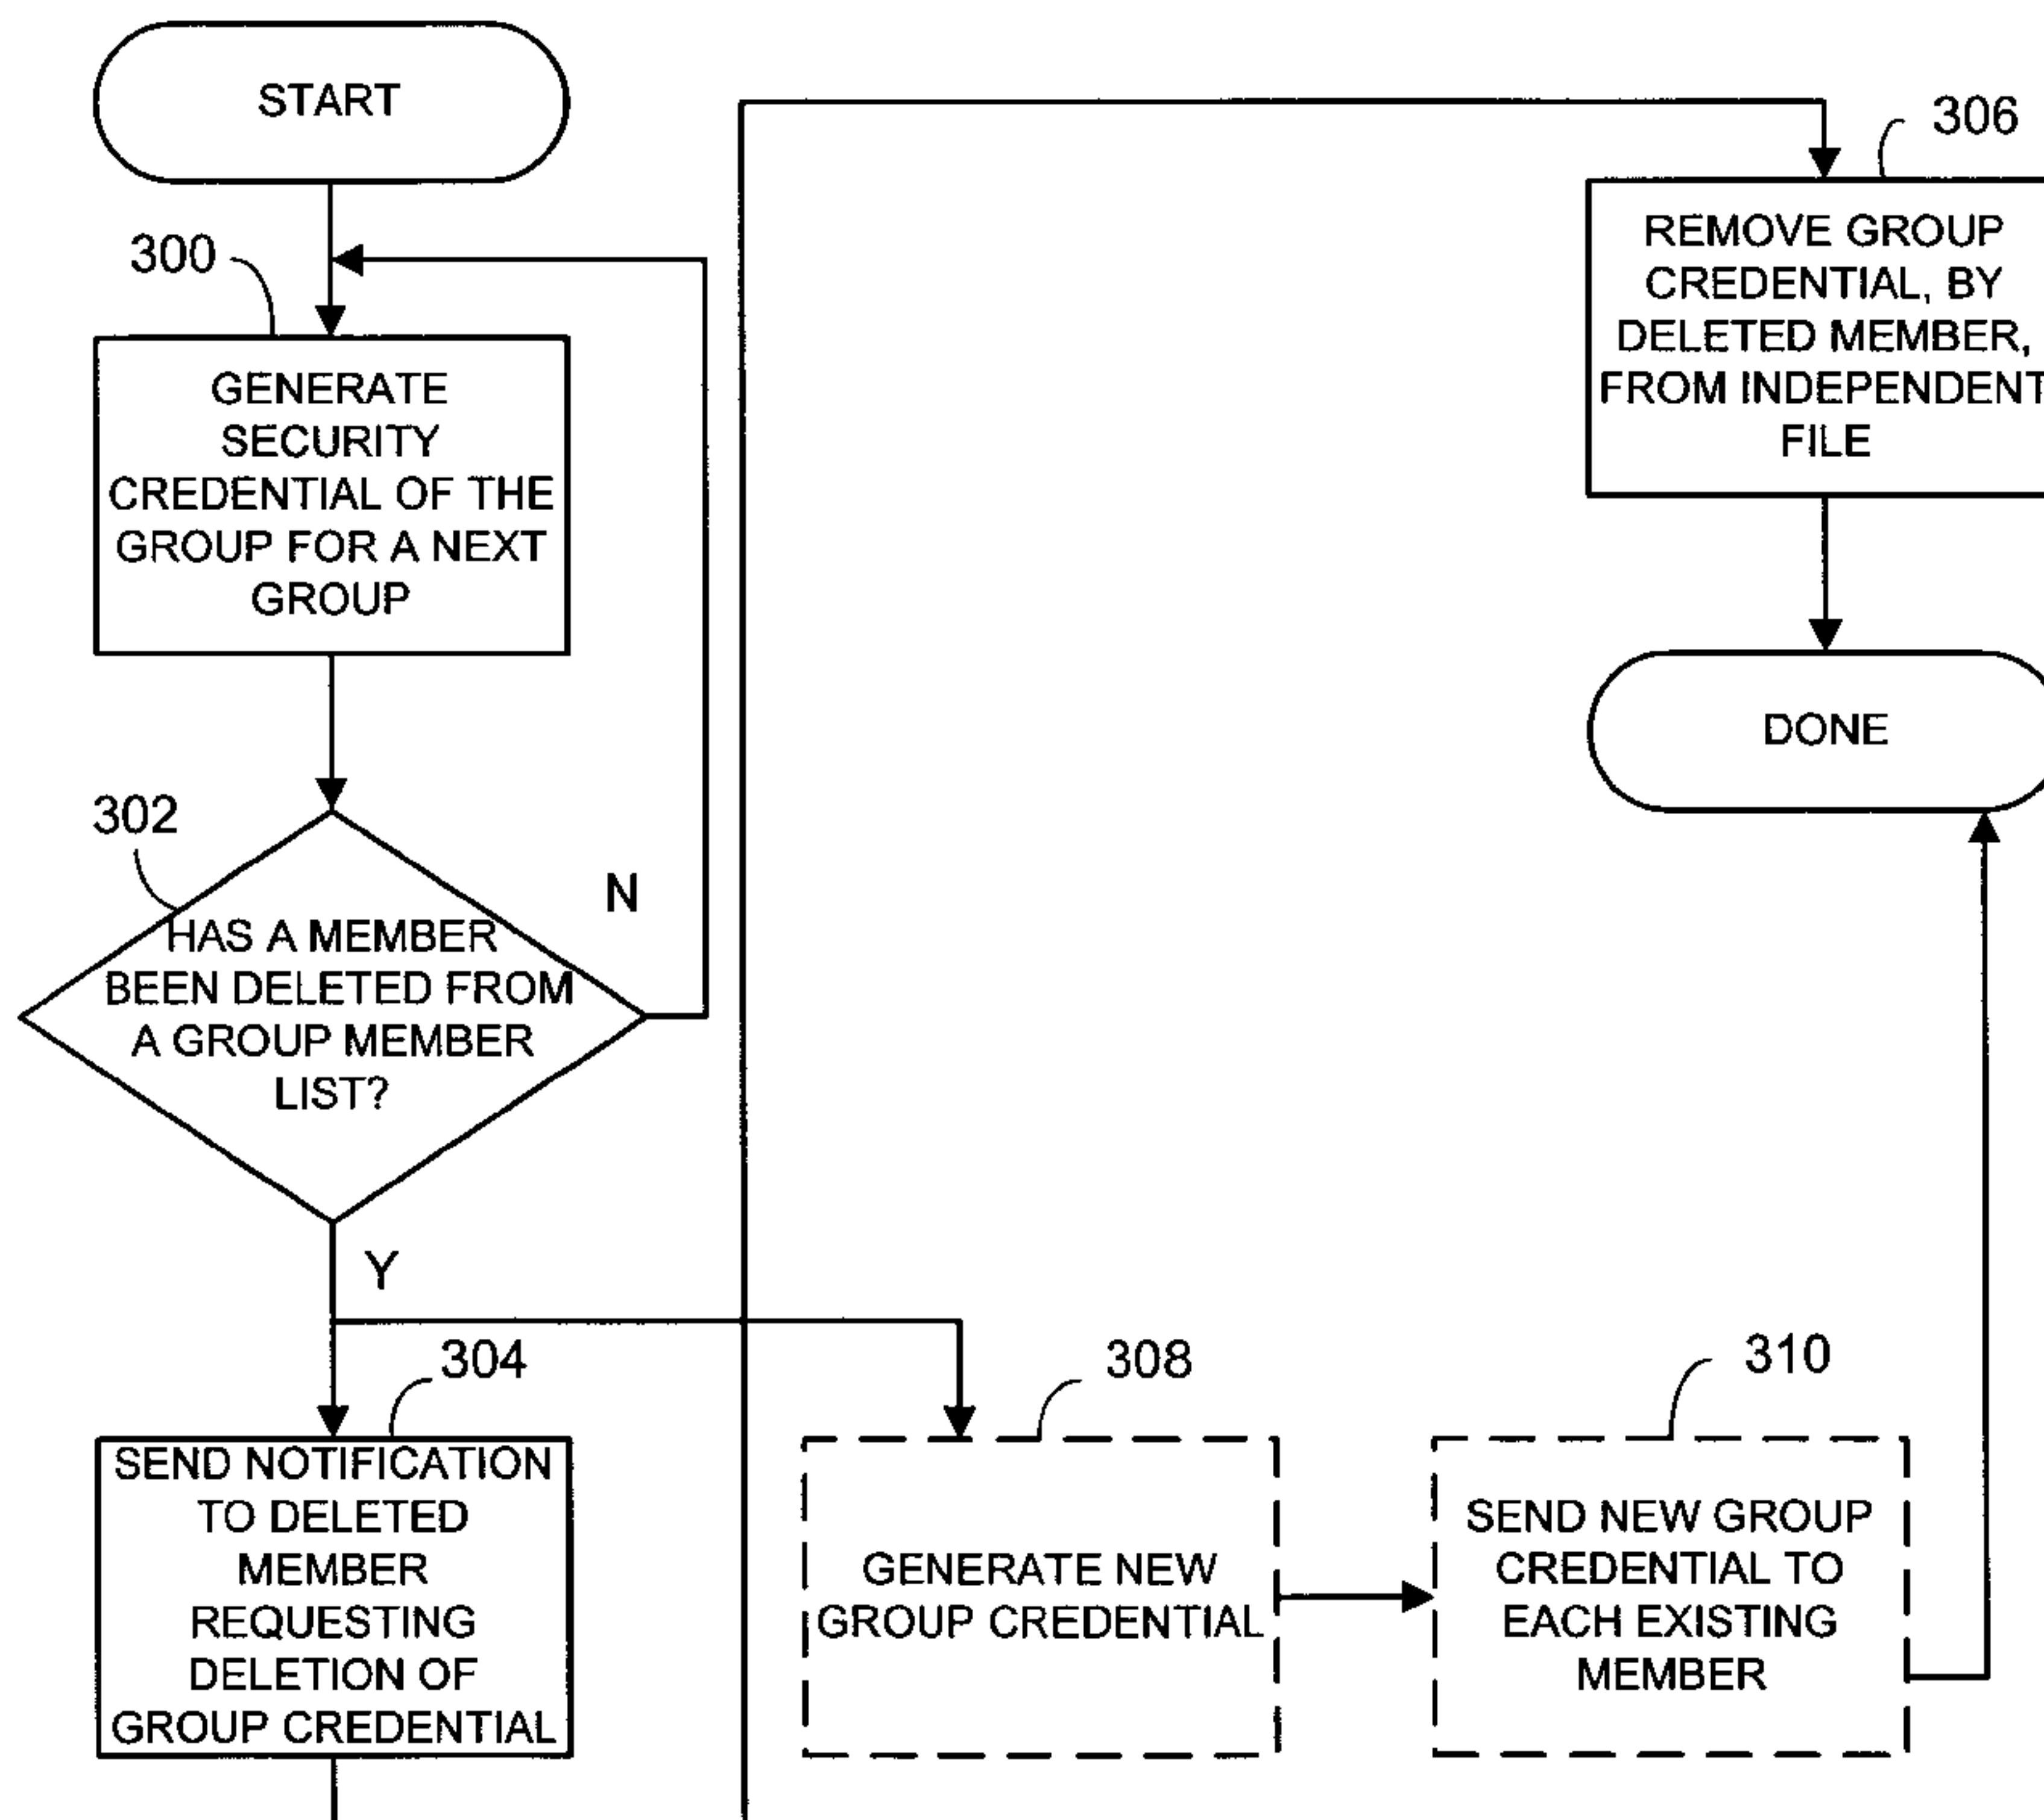 START
300
GENERATE
SECURITY
CREDENTIAL OF THE
GROUP FOR A NEXT
GROUP
302
HAS A MEMBER
BEEN DELETED FROM
A GROUP MEMBER
LIST?
N
Y
304
SEND NOTIFICATION
TO DELETED
MEMBER
REQUESTING
DELETION OF
GROUP CREDENTIAL
306
REMOVE GROUP
CREDENTIAL, BY
DELETED MEMBER,
FROM INDEPENDENT
FILE
DONE
308
GENERATE NEW
GROUP CREDENTIAL
310
SEND NEW GROUP
CREDENTIAL TO
EACH EXISTING
MEMBER